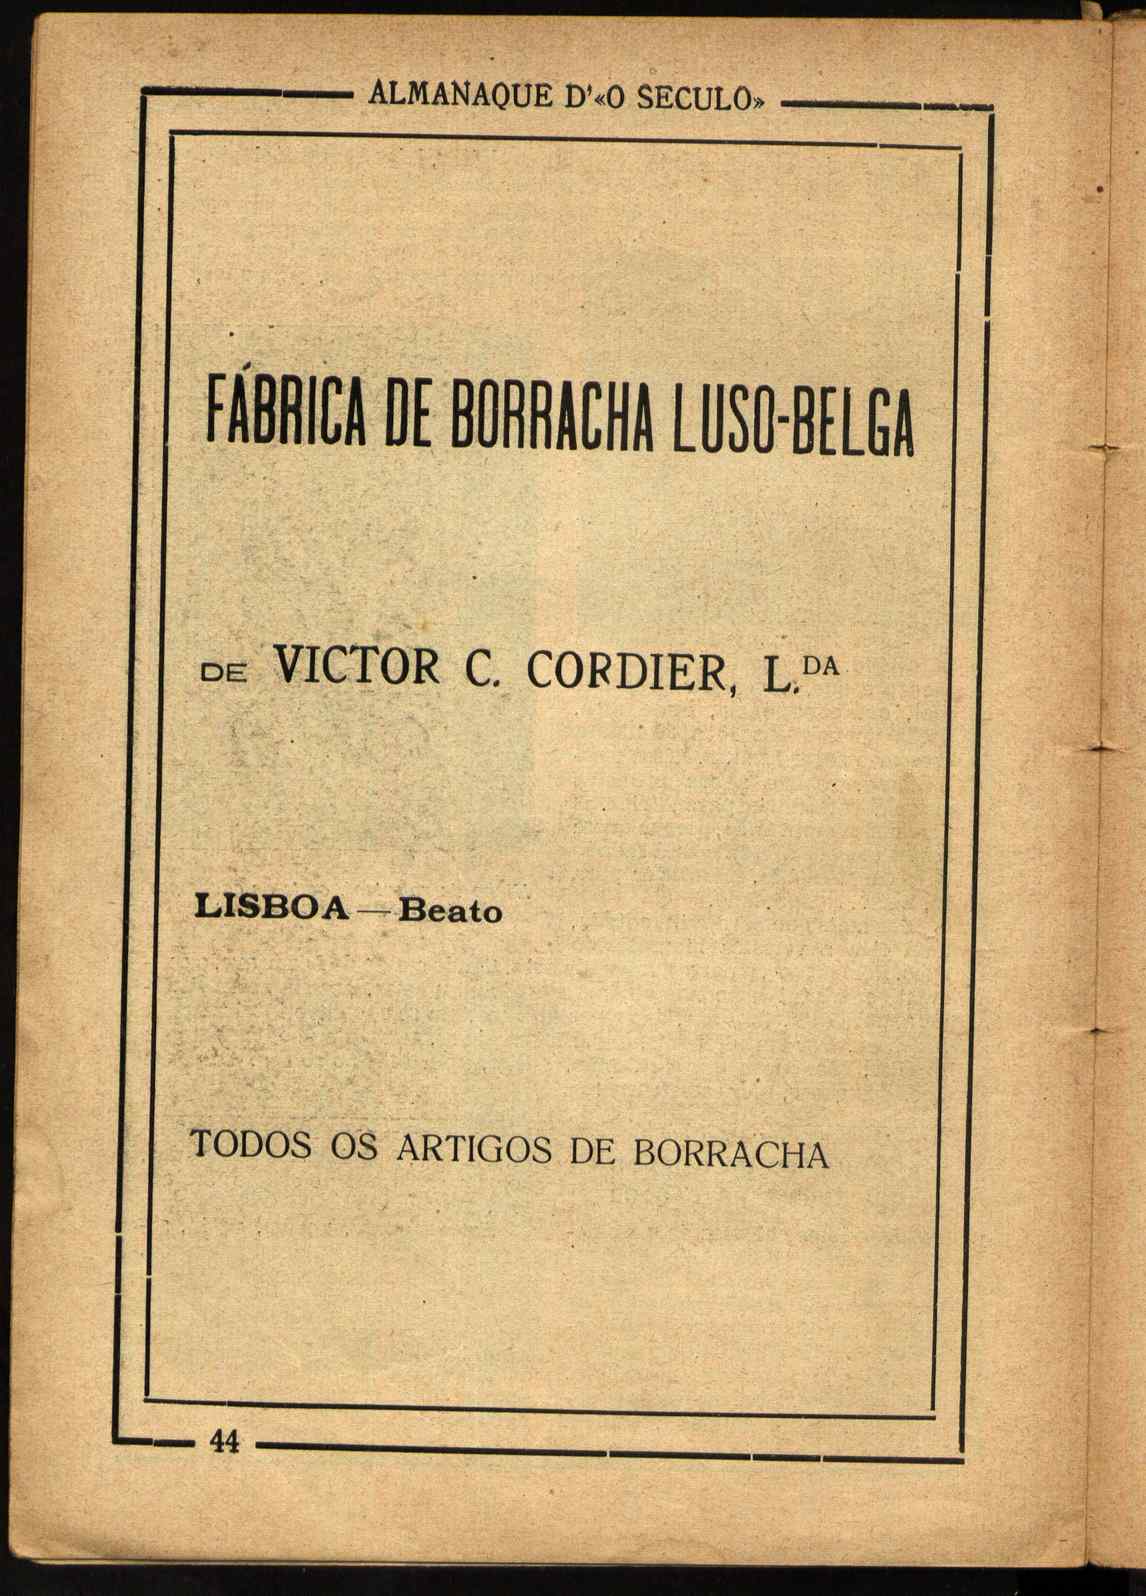 ALMANAQUE D'«O SECULO»
FÁBRICA DE BORRACHA LUSO-BELGA
DE VICTOR C. CORDIER, L.DA
LISBOA — Beato
TODOS OS ARTIGOS DE BORRACHA
44